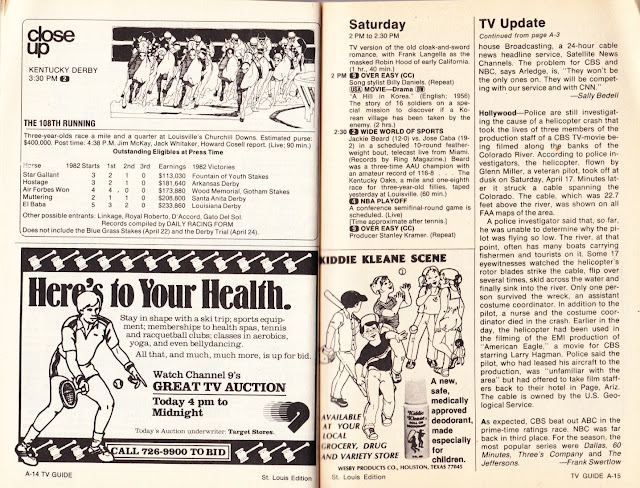 close up
KENTUCKY DERBY
3:30 PM 2
THE 108TH RUNNING
Three-year-olds race a mile and a quarter at Louisville's Churchill Downs. Estimated purse:
$400,000. Post time: 4:38 P.M. Jim McKay, Jack Whitaker, Howard Cosell report. (Live; 90 min.)
Outstanding Eligibles at Press Time
Horse 1982 Starts 1st 2nd 3rd Earnings 1982 Victories
Star Gallant 3 2 1 0 $113,030 Fountain of Youth Stakes
Hostage 3 2 1 0 $181,640 Arkansas Derby
Air Forbes Won 4 4 0 0 $173,880 Wood Memorial, Gotham Stakes
Muttering 2 1 1 0 $208,800 Santa Anita Derby
El Baba 5 3 2 0 $233,860 Louisiana Derby
Other possible entrants: Linkage, Royal Roberto, D'Accord, Gato Del Sol.
Records compiled by DAILY RACING FORM
Does not include the Blue Grass Stakes (April 22) and the Derby Trial (April 24).
Here's to Your Health.
Stay in shape with a ski trip; sports equip-
ment; memberships to health spas, tennis
and racquetball clubs; classes in aerobics,
yoga, and even bellydancing.
All that, and much, much more, is up for bid.
Watch Channel 9's
GREAT TV AUCTION
Today 4 pm to
Midnight
9
Today's Auction underwriter: Target Stores.
CALL 726-9900 TO BID
A-14 TV GUIDE
St. Louis Edition
Saturday
2 PM TO 2:30 PM
TV version of the old cloak-and-sword
romance, with Frank Langella as the
masked Robin Hood of early California.
(1 hr., 40 min.)
2 PM 9 OVER EASY (CC)
Song stylist Billy Daniels. (Repeat)
USA MOVIE—Drama BW
"A Hill in Korea." (English; 1956)
The story of 16 soldiers on a spe-
cial mission to discover if a Ko-
rean village has been taken by the
enemy. (2 hrs.)
2:30 2 WIDE WORLD OF SPORTS
Jackie Beard (12-0) vs. Jose Caba (19-
2) in a scheduled 10-round feather-
weight bout, telecast live from Miami.
(Records by Ring Magazine.) Beard
was a three-time AAU champion with
an amateur record of 116-8 . . . The
Kentucky Oaks, a mile and one-eighth
race for three-year-old fillies, taped
yesterday at Louisville. (60 min.)
4 NBA PLAYOFF
A conference semifinal game is
scheduled. (Live)
[Time approximate after tennis.]
9 OVER EASY (CC)
Producer Stanley Kramer. (Repeat)
KIDDIE KLEANE SCENE
A new,
safe,
medically
approved
deodorant,
made
especially
for
children.
Kiddie Kleane
AVAILABLE
AT YOUR
LOCAL
GROCERY, DRUG
AND VARIETY STORE
WISBY PRODUCTS CO., HOUSTON, TEXAS 77045
St. Louis Edition
TV Update
Continued from page A-3
house Broadcasting, a 24-hour cable
news headline service, Satellite News
Channels. The problem for CBS and
NBC, says Arledge, is, "They won't be
the only ones on. They will be compet-
ing with our service and with CNN."
—Sally Bedell
Hollywood—Police are still investigat-
ing the cause of a helicopter crash that
took the lives of three members of the
production staff of a CBS TV-movie be-
ing filmed along the banks of the
Colorado River. According to police in-
vestigators, the helicopter, flown by
Glenn Miller, a veteran pilot, took off at
dusk on Saturday, April 17. Minutes lat-
er it struck a cable spanning the
Colorado. The cable, which was 22.7
feet above the river, was shown on all
FAA maps of the area.
A police investigator said that, so far,
he was unable to determine why the pi-
lot was flying so low. The river, at that
point, often has many boats carrying
fishermen and tourists on it. Some 17
eyewitnesses watched the helicopter's
rotor blades strike the cable, flip over
several times, skid across the water and
finally sink into the river. Only one per-
son survived the wreck, an assistant
costume coordinator. In addition to the
pilot, a nurse and the costume coor-
dinator died in the crash. Earlier in the
day, the helicopter had been used in
the filming of the EMI production of
"American Eagle," a movie for CBS
starring Larry Hagman. Police said the
pilot, who had leased his aircraft to the
production, was "unfamiliar with the
area" but had offered to take film staff-
ers back to their hotel in Page, Ariz.
The cable is owned by the U.S. Geo-
logical Service.
As expected, CBS beat out ABC in the
prime-time ratings race. NBC was far
back in third place. For the season, the
most popular series were Dallas, 60
Minutes, Three's Company and The
Jeffersons. —Frank Swertlow
TV GUIDE A-15